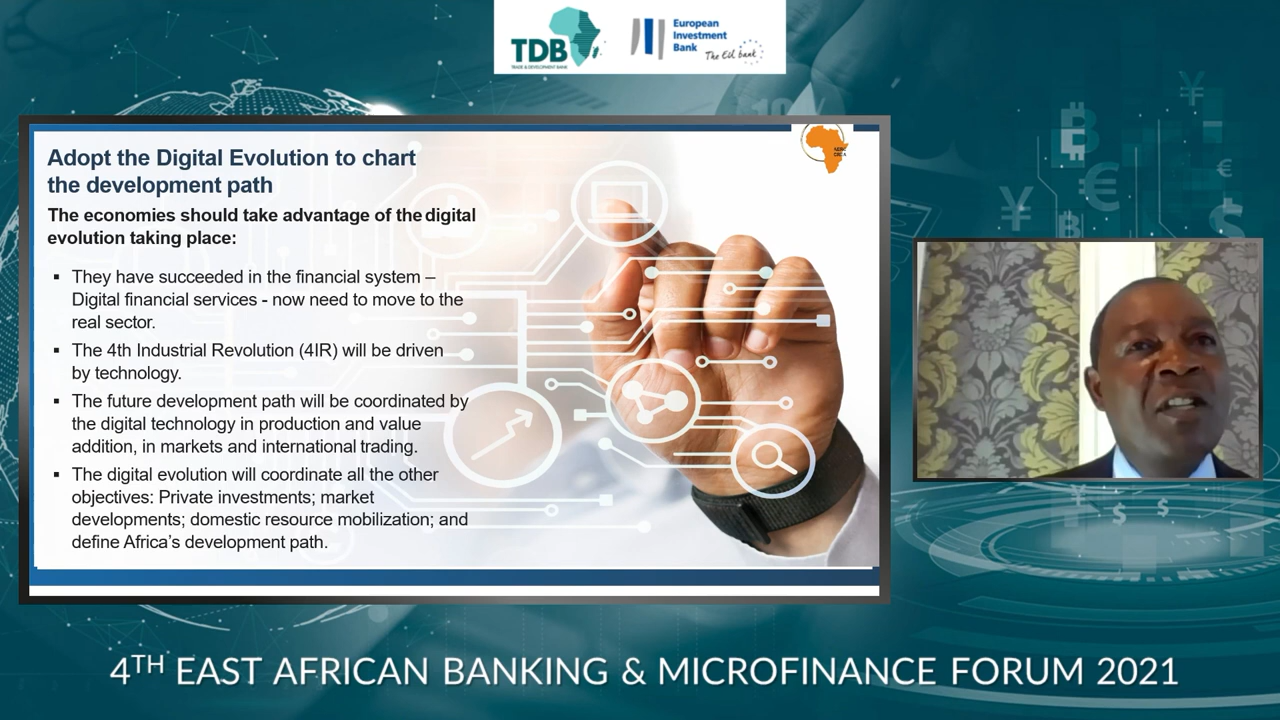 TDB
TRADE & DEVELOPMENT BANK
European
Investment
Bank
The EU bank
Adopt the Digital Evolution to chart
the development path
The economies should take advantage of the digital
evolution taking place:
▪ They have succeeded in the financial system –
Digital financial services - now need to move to the
real sector.
▪ The 4th Industrial Revolution (4IR) will be driven
by technology.
▪ The future development path will be coordinated by
the digital technology in production and value
addition, in markets and international trading.
▪ The digital evolution will coordinate all the other
objectives: Private investments; market
developments; domestic resource mobilization; and
define Africa's development path.
4TH EAST AFRICAN BANKING & MICROFINANCE FORUM 2021